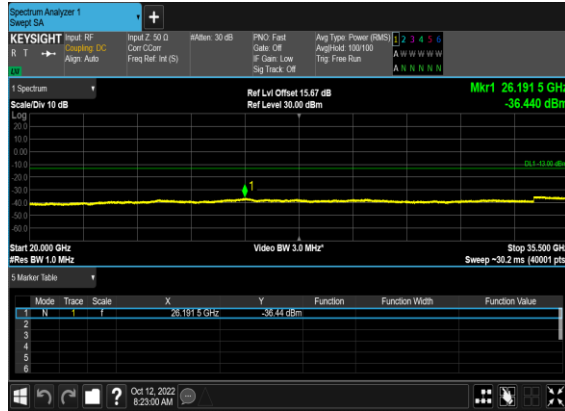 Spectrum Analyzer 1
Swept SA
+
KEYSIGHT Input: RF Input Z: 50 Ω #Atten: 30 dB PNO: Fast Avg Type: Power (RMS) 1 2 3 4 5 6
R T Coupling: DC Corr CCorr Gate: Off Avg|Hold: 100/100 A W W W W W
Align: Auto Freq Ref: Int (S) IF Gain: Low Trig: Free Run
Sig Track: Off A N N N N N
1 Spectrum Ref Lvl Offset 15.67 dB Mkr1 26.191 5 GHz
Scale/Div 10 dB Ref Level 30.00 dBm -36.440 dBm
Log
20.0
10.0
0.00
-10.0 DL1 -13.00 dBm
-20.0
-30.0 1
-40.0
-50.0
-60.0
Start 20.000 GHz Video BW 3.0 MHz* Stop 35.500 GHz
#Res BW 1.0 MHz Sweep ~30.2 ms (40001 pts)
5 Marker Table
Mode Trace Scale X Y Function Function Width Function Value
1 N 1 f 26.191 5 GHz -36.44 dBm
2
3
4
5
6
? Oct 12, 2022
8:23:00 AM